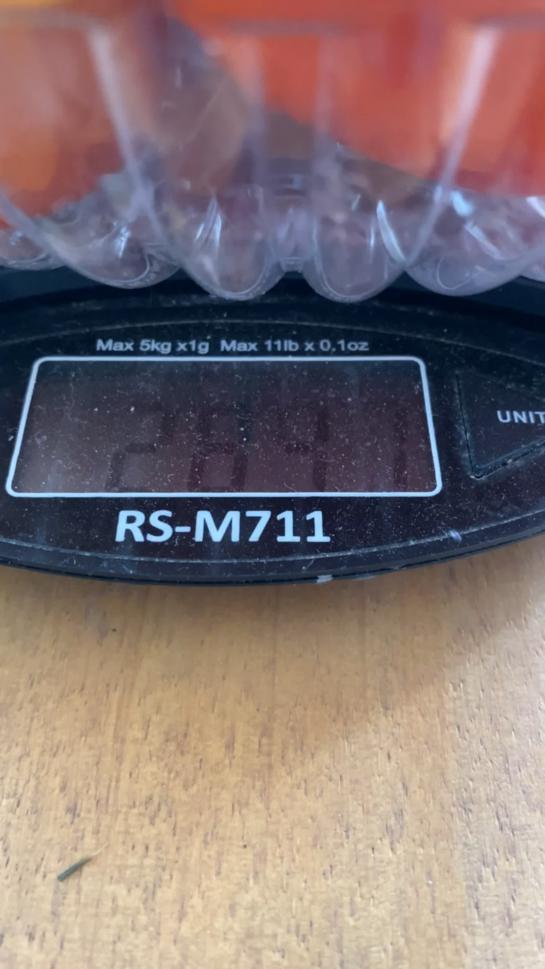 Max 5kg x1g Max 11lb x 0.1oz
UNIT
RS-M711